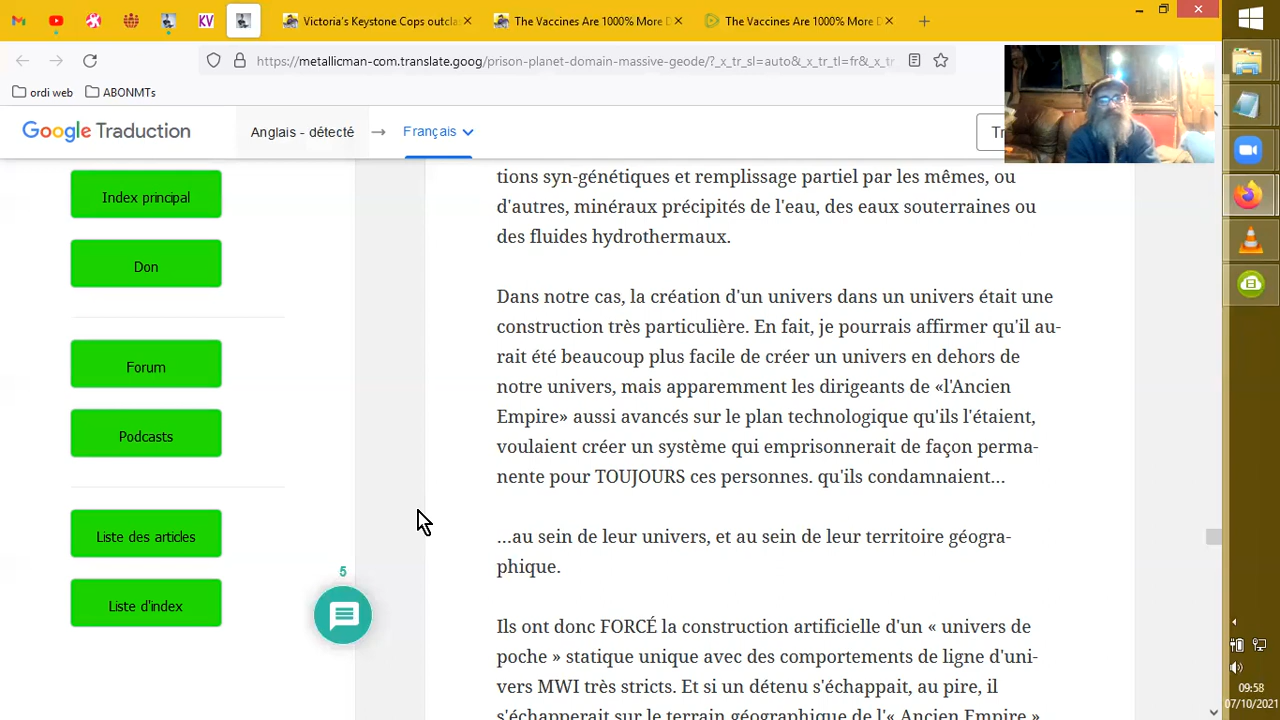 Victoria's Keystone Cops outcla
The Vaccines Are 1000% More D
The Vaccines Are 1000% More D
https://metallicman-com.translate.goog/prison-planet-domain-massive-geode/?_x_tr_sl=auto&_x_tr_tl=fr&_x_tr
ordi web
ABONMTs
Google Traduction
Anglais - détecté
Français
Tr
Index principal
Don
Forum
Podcasts
Liste des articles
Liste d'index
5
tions syn-génétiques et remplissage partiel par les mêmes, ou
d'autres, minéraux précipités de l'eau, des eaux souterraines ou
des fluides hydrothermaux.
Dans notre cas, la création d'un univers dans un univers était une
construction très particulière. En fait, je pourrais affirmer qu'il au-
rait été beaucoup plus facile de créer un univers en dehors de
notre univers, mais apparemment les dirigeants de «l'Ancien
Empire» aussi avancés sur le plan technologique qu'ils l'étaient,
voulaient créer un système qui emprisonnerait de façon perma-
nente pour TOUJOURS ces personnes. qu'ils condamnaient...
...au sein de leur univers, et au sein de leur territoire géogra-
phique.
Ils ont donc FORCÉ la construction artificielle d'un « univers de
poche » statique unique avec des comportements de ligne d'uni-
vers MWI très stricts. Et si un détenu s'échappait, au pire, il
s'échapperait sur le terrain géographique de l'« Ancien Empire »
09:58
07/10/2021